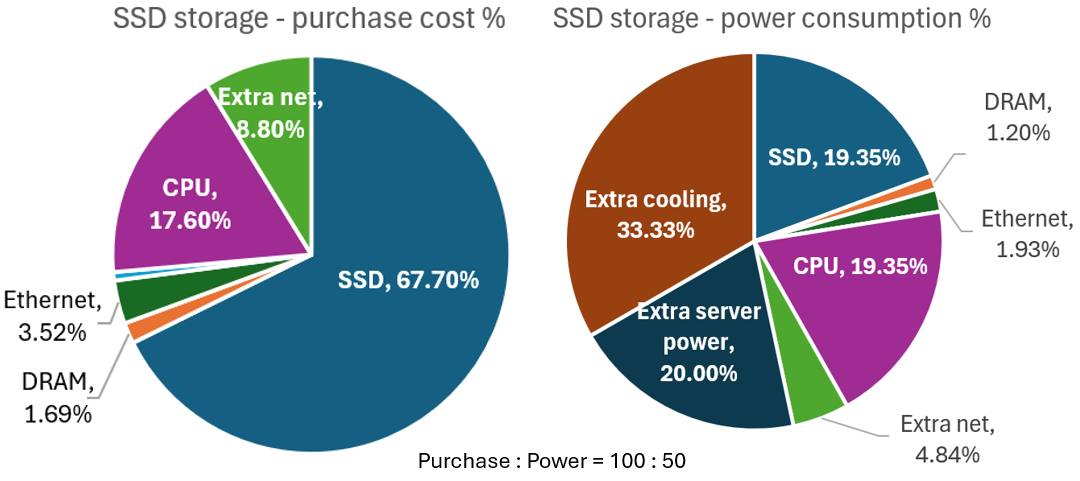 SSD storage - purchase cost %
Extra net,
8.80%
CPU,
17.60%
SSD, 67.70%
Ethernet,
3.52%
DRAM,
1.69%
SSD storage - power consumption %
DRAM,
1.20%
SSD, 19.35%
Extra cooling,
33.33%
Ethernet,
1.93%
CPU, 19.35%
Extra server
power,
20.00%
Extra net,
4.84%
Purchase : Power = 100 : 50